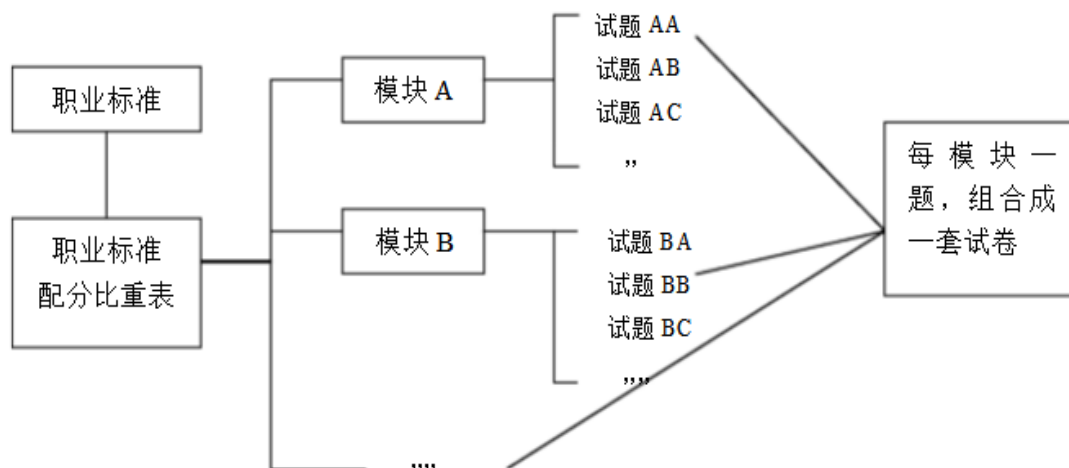 职业标准
职业标准
配分比重表
模块 A
试题 AA
试题 AB
试题 AC
”
模块 B
试题 BA
试题 BB
试题 BC
””
””
每模块一
题，组合成
一套试卷